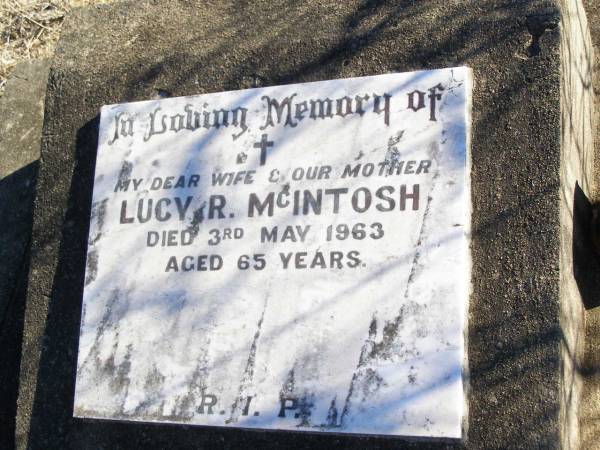 In Loving Memory of
MY DEAR WIFE & OUR MOTHER
LUCY R. McINTOSH
DIED 3RD MAY 1963
AGED 65 YEARS.
R. I. P.